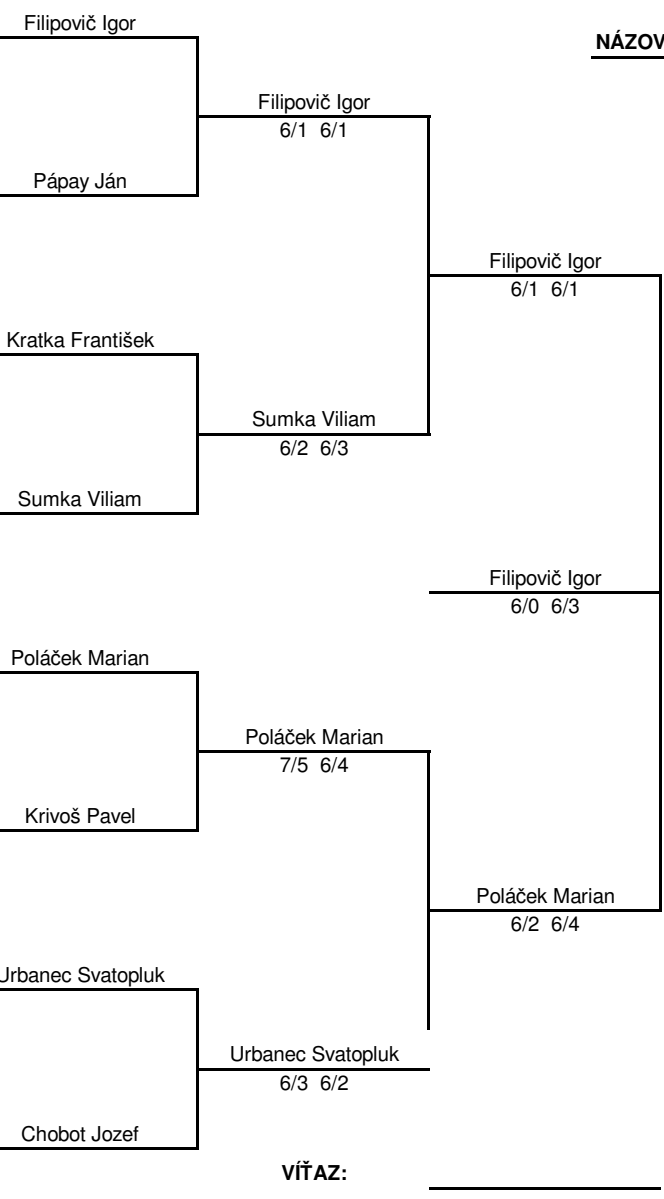 Filipovič Igor
NÁZOV
Filipovič Igor
6/1 6/1
Pápay Ján
Filipovič Igor
6/1 6/1
Kratka František
Sumka Viliam
6/2 6/3
Sumka Viliam
Filipovič Igor
6/0 6/3
Poláček Marian
Poláček Marian
7/5 6/4
Krivoš Pavel
Poláček Marian
6/2 6/4
Urbanec Svatopluk
Urbanec Svatopluk
6/3 6/2
Chobot Jozef
VÍŤAZ: